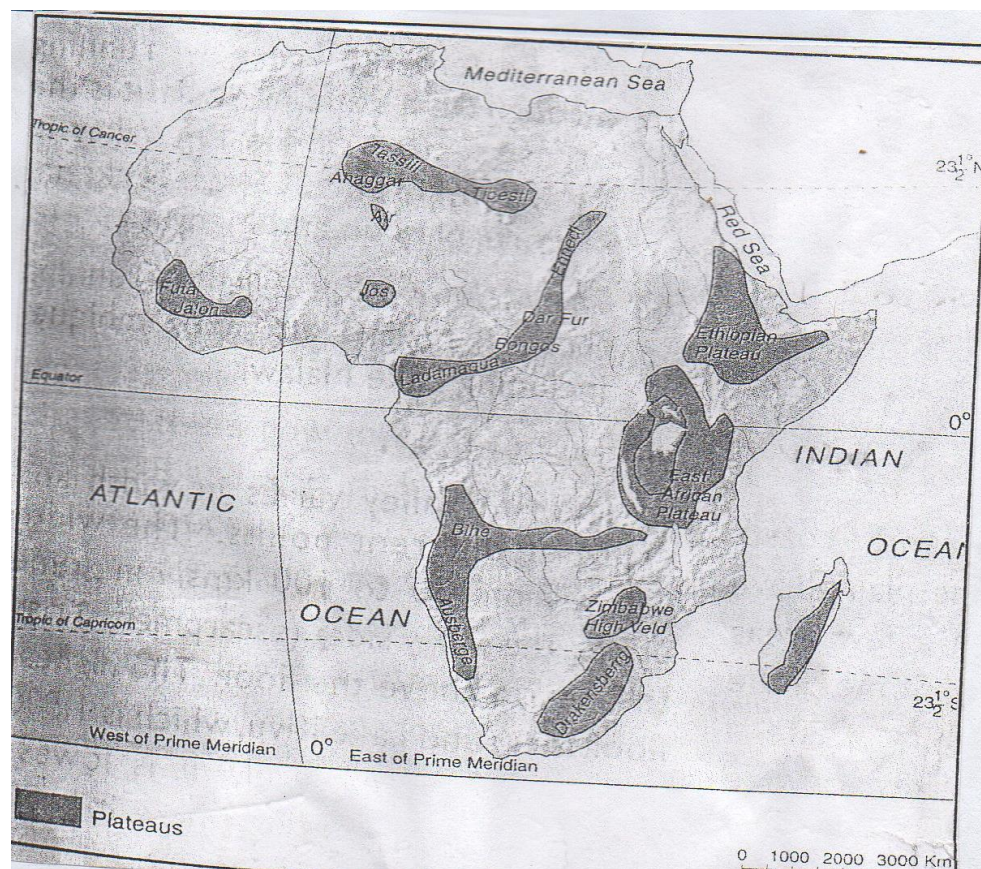 Mediterranean Sea
Tropic of Cancer
23½° N
Tassili
Ahaggar
Tibesti
Air
Red Sea
Ennedi
Futa
Jalon
Jos
Dar Fur
Ethiopian
Plateau
Bongos
Ladamaqua
Equator
0°
INDIAN
East
African
Plateau
ATLANTIC
Bihe
OCEAN
OCEAN
Zimbabwe
High Veld
Tropic of Capricorn
Ausberge
Drakensberrg
23½° S
West of Prime Meridian
0°
East of Prime Meridian
Plateaus
0 1000 2000 3000 Km